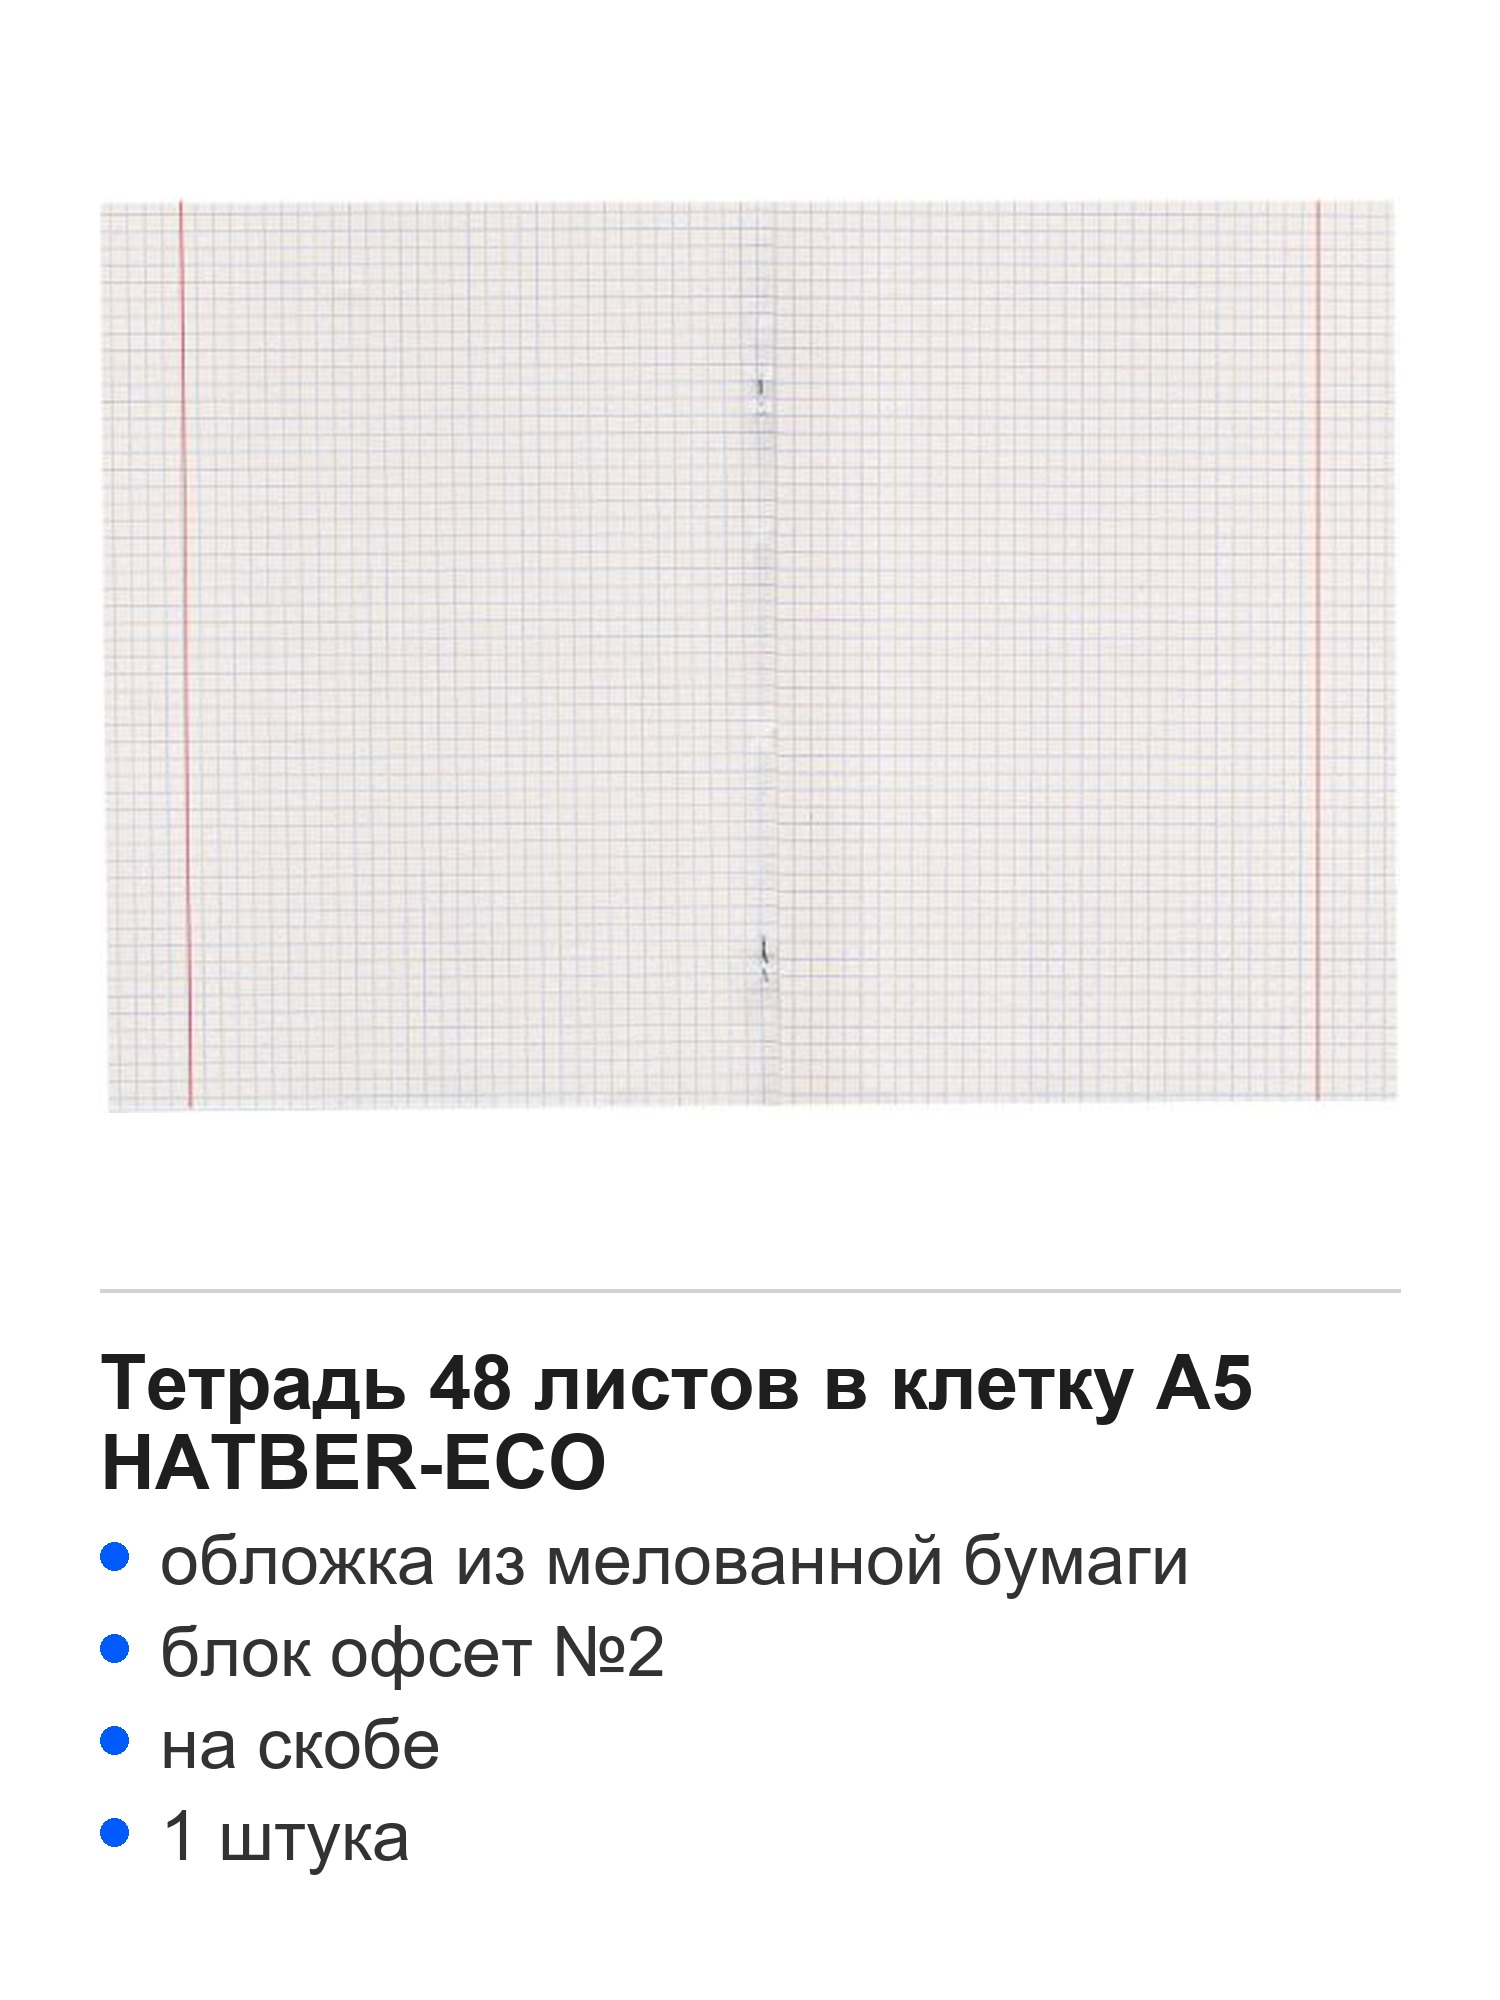 Тетрадь 48 листов в клетку А5
HATBER-ECO
обложка из мелованной бумаги
блок офсет №2
на скобе
1 штука